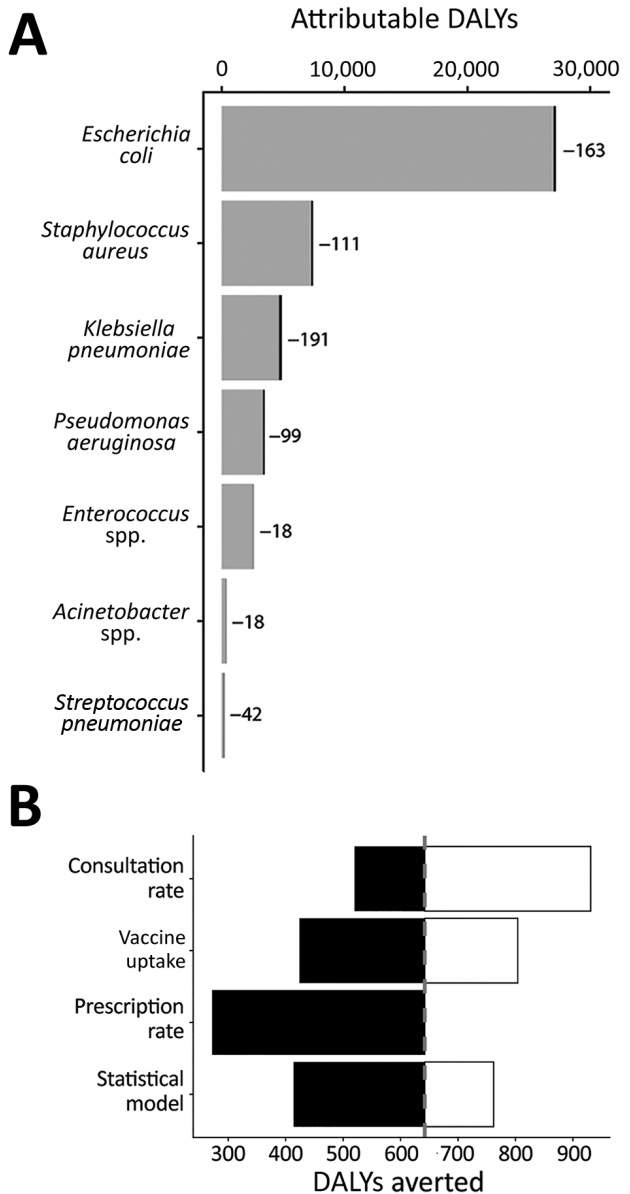 A
Attributable DALYs
0 10,000 20,000 30,000
Escherichia
coli
–163
Staphylococcus
aureus
–111
Klebsiella
pneumoniae
–191
Pseudomonas
aeruginosa
–99
Enterococcus
spp.
–18
Acinetobacter
spp.
–18
Streptococcus
pneumoniae
–42
B
Consultation
rate
Vaccine
uptake
Prescription
rate
Statistical
model
300 400 500 600 700 800 900
DALYs averted